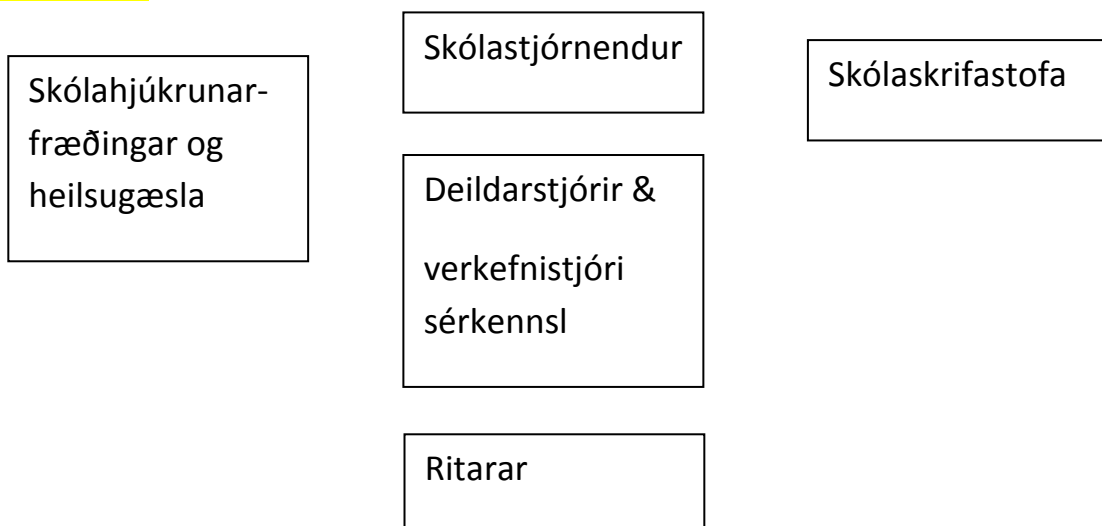 Skólahjúkrunar-
fræðingar og
heilsugæsla
Skólastjórnendur
Deildarstjórir &
verkefnistjóri
sérkennsl
Ritarar
Skólaskrifastofa